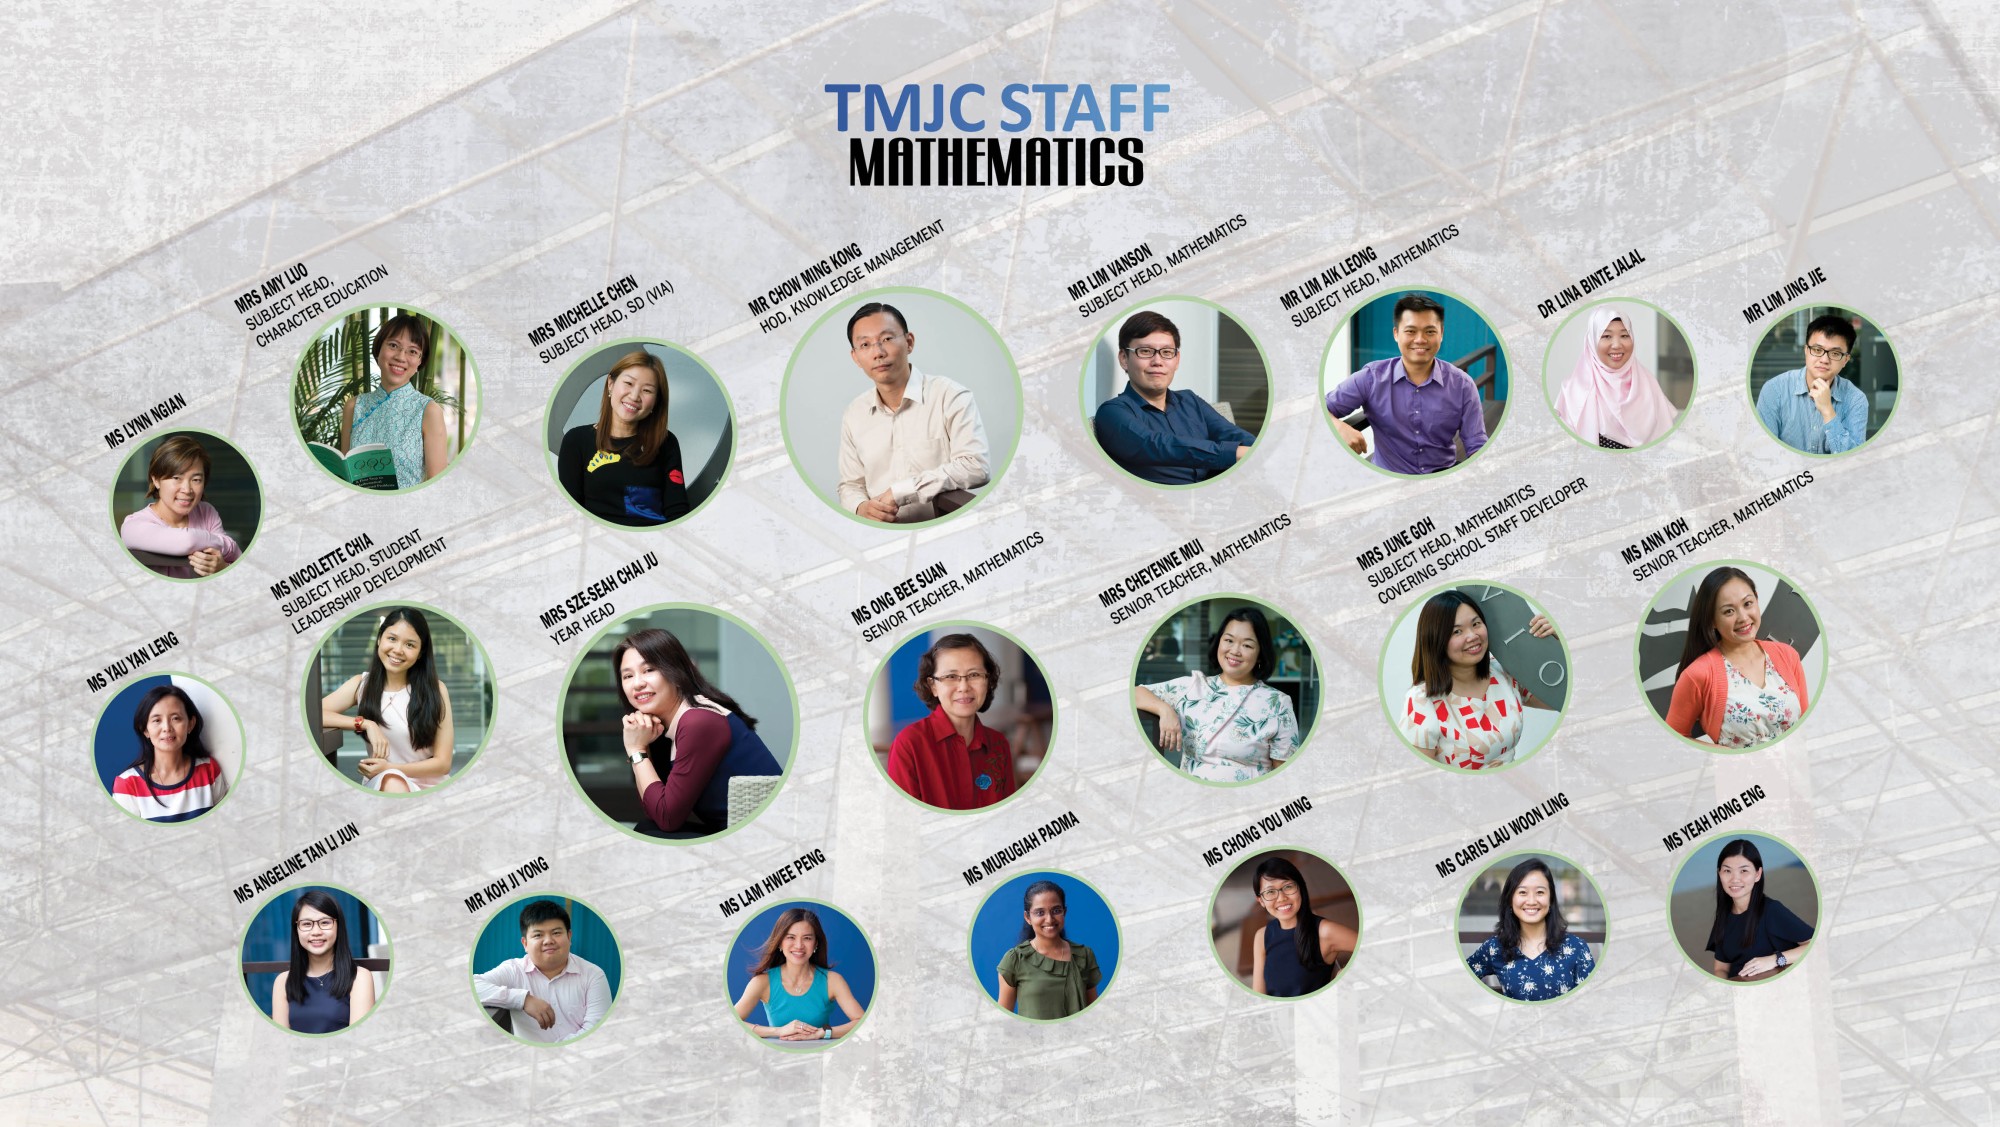 TMJC STAFF
MATHEMATICS
MS LYNN NGIAN
MRS AMY LUO
SUBJECT HEAD,
CHARACTER EDUCATION
MRS MICHELLE CHEN
SUBJECT HEAD, SD (VIA)
MR CHOW MING KONG
HOD, KNOWLEDGE MANAGEMENT
MR LIM VANSON
SUBJECT HEAD, MATHEMATICS
MR LIM AIK LEONG
SUBJECT HEAD, MATHEMATICS
DR LINA BINTE JALAL
MR LIM JING JIE
MS YAU YAN LENG
MS NICOLETTE CHIA
SUBJECT HEAD, STUDENT
LEADERSHIP DEVELOPMENT
MRS SZE-SEAH CHAI JU
YEAR HEAD
MS ONG BEE SUAN
SENIOR TEACHER, MATHEMATICS
MRS CHEYENNE MUI
SENIOR TEACHER, MATHEMATICS
MRS JUNE GOH
SUBJECT HEAD, MATHEMATICS
COVERING SCHOOL STAFF DEVELOPER
MS ANN KOH
SENIOR TEACHER, MATHEMATICS
MS ANGELINE TAN LI JUN
MR KOH JI YONG
MS LAM HWEE PENG
MS MURUGIAH PADMA
MS CHONG YOU MING
MS CARIS LAU WOON LING
MS YEAH HONG ENG